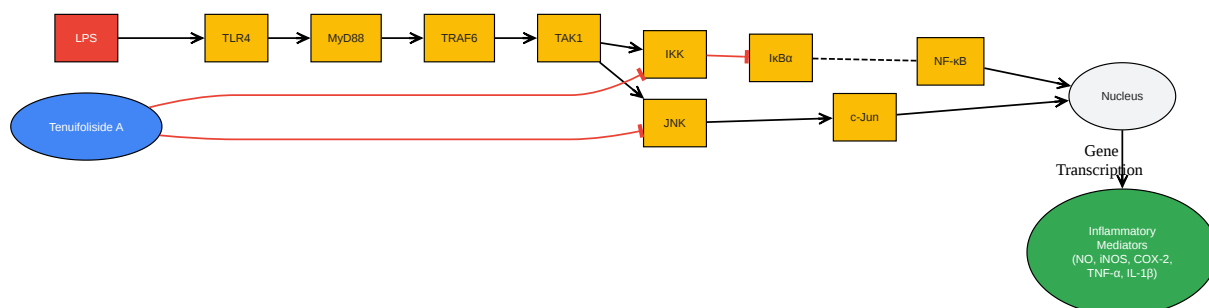 LPS
TLR4
MyD88
TRAF6
TAK1
IKK
IκBα
NF-κB
Nucleus
Tenuifoliside A
JNK
c-Jun
Gene
Transcription
Inflammatory
Mediators
(NO, iNOS, COX-2,
TNF-α, IL-1β)